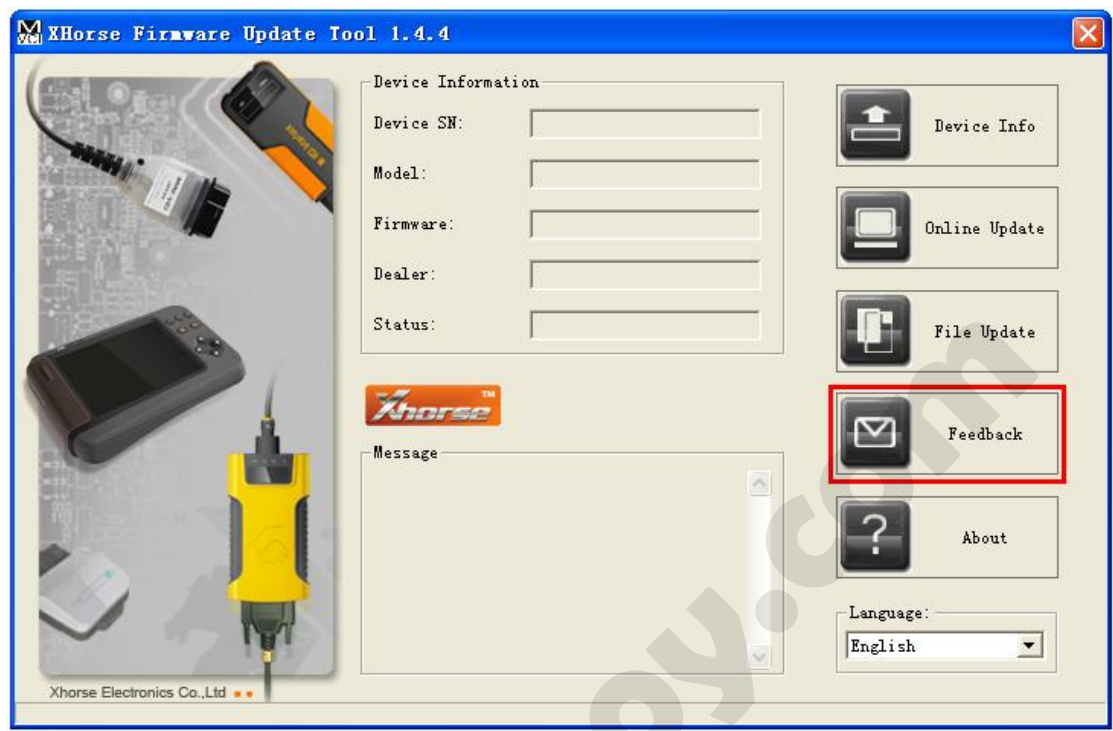 XHorse Firmware Update Tool 1.4.4
Device Information
Device SN:
Model:
Firmware:
Dealer:
Status:
Xhorse™
Message
Device Info
Online Update
File Update
Feedback
About
Language:
English
Xhorse Electronics Co.,Ltd